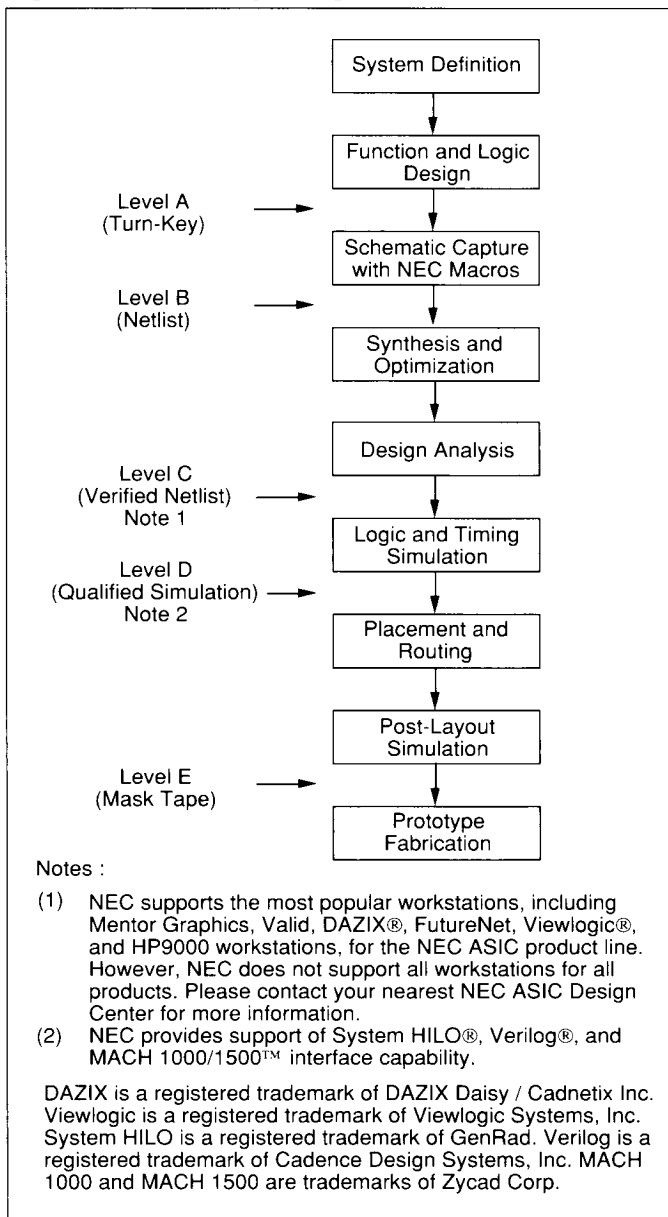 System Definition
Function and Logic
Design
Level A
(Turn-Key)
Schematic Capture
with NEC Macros
Level B
(Netlist)
Synthesis and
Optimization
Design Analysis
Level C
(Verified Netlist)
Note 1
Logic and Timing
Simulation
Level D
(Qualified Simulation)
Note 2
Placement and
Routing
Post-Layout
Simulation
Level E
(Mask Tape)
Prototype
Fabrication
Notes :
(1) NEC supports the most popular workstations, including
Mentor Graphics, Valid, DAZIX®, FutureNet, Viewlogic®,
and HP9000 workstations, for the NEC ASIC product line.
However, NEC does not support all workstations for all
products. Please contact your nearest NEC ASIC Design
Center for more information.
(2) NEC provides support of System HILO®, Verilog®, and
MACH 1000/1500™ interface capability.
DAZIX is a registered trademark of DAZIX Daisy / Cadnetix Inc.
Viewlogic is a registered trademark of Viewlogic Systems, Inc.
System HILO is a registered trademark of GenRad. Verilog is a
registered trademark of Cadence Design Systems, Inc. MACH
1000 and MACH 1500 are trademarks of Zycad Corp.